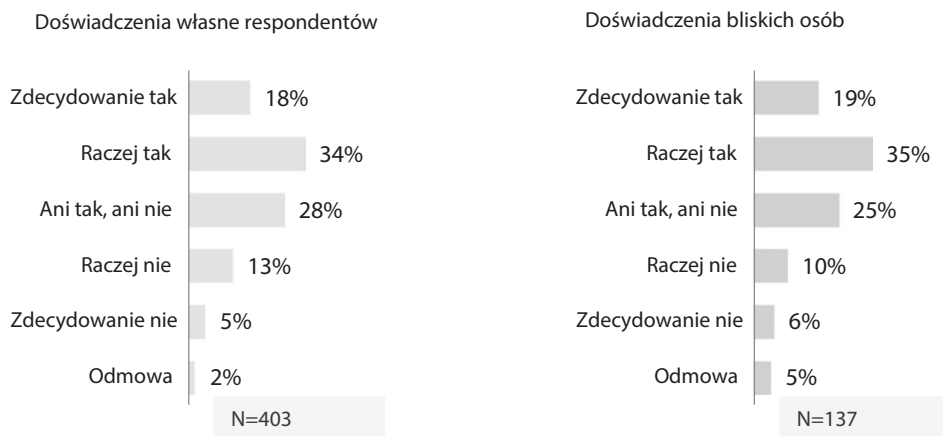 Doświadczenia własne respondentów
Zdecydowanie tak 18%
Raczej tak 34%
Ani tak, ani nie 28%
Raczej nie 13%
Zdecydowanie nie 5%
Odmowa 2%
N=403
Doświadczenia bliskich osób
Zdecydowanie tak 19%
Raczej tak 35%
Ani tak, ani nie 25%
Raczej nie 10%
Zdecydowanie nie 6%
Odmowa 5%
N=137